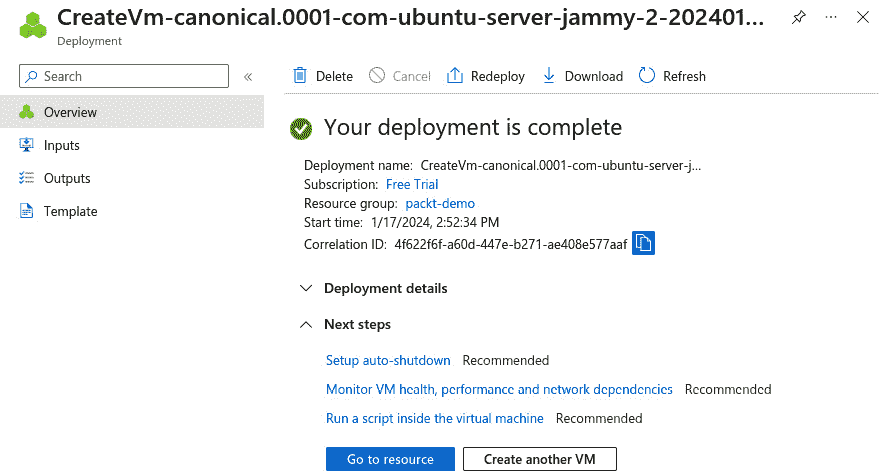 CreateVm-canonical.0001-com-ubuntu-server-jammy-2-202401...
Deployment
Search
«
Delete Cancel Redeploy Download Refresh
Overview
Inputs
Outputs
Template
Your deployment is complete
Deployment name: CreateVm-canonical.0001-com-ubuntu-server-j...
Subscription: Free Trial
Resource group: packt-demo
Start time: 1/17/2024, 2:52:34 PM
Correlation ID: 4f622f6f-a60d-447e-b271-ae408e577aaf
Deployment details
Next steps
Setup auto-shutdown Recommended
Monitor VM health, performance and network dependencies Recommended
Run a script inside the virtual machine Recommended
Go to resource Create another VM